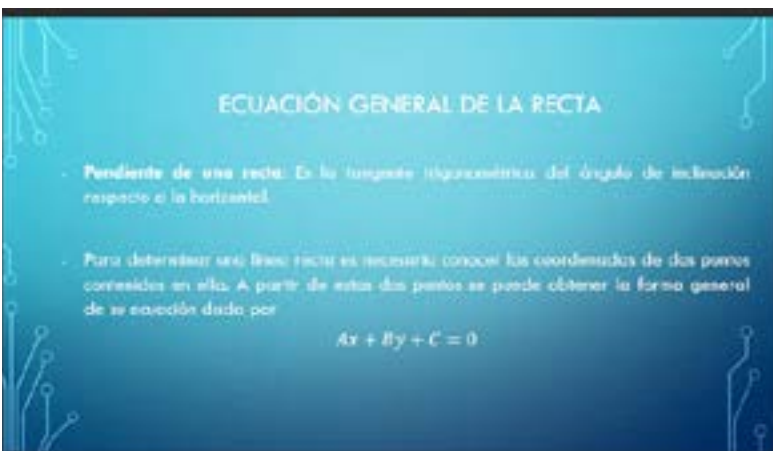 ECUACIÓN GENERAL DE LA RECTA
- Pendiente de una recta: Es la tangente trigonométrica del ángulo de inclinación
respecto a la horizontal.
- Para determinar una línea recta es necesario conocer las coordenadas de dos puntos
contenidos en ella. A partir de estos dos puntos se puede obtener la forma general
de su ecuación dada por
Ax + By + C = 0